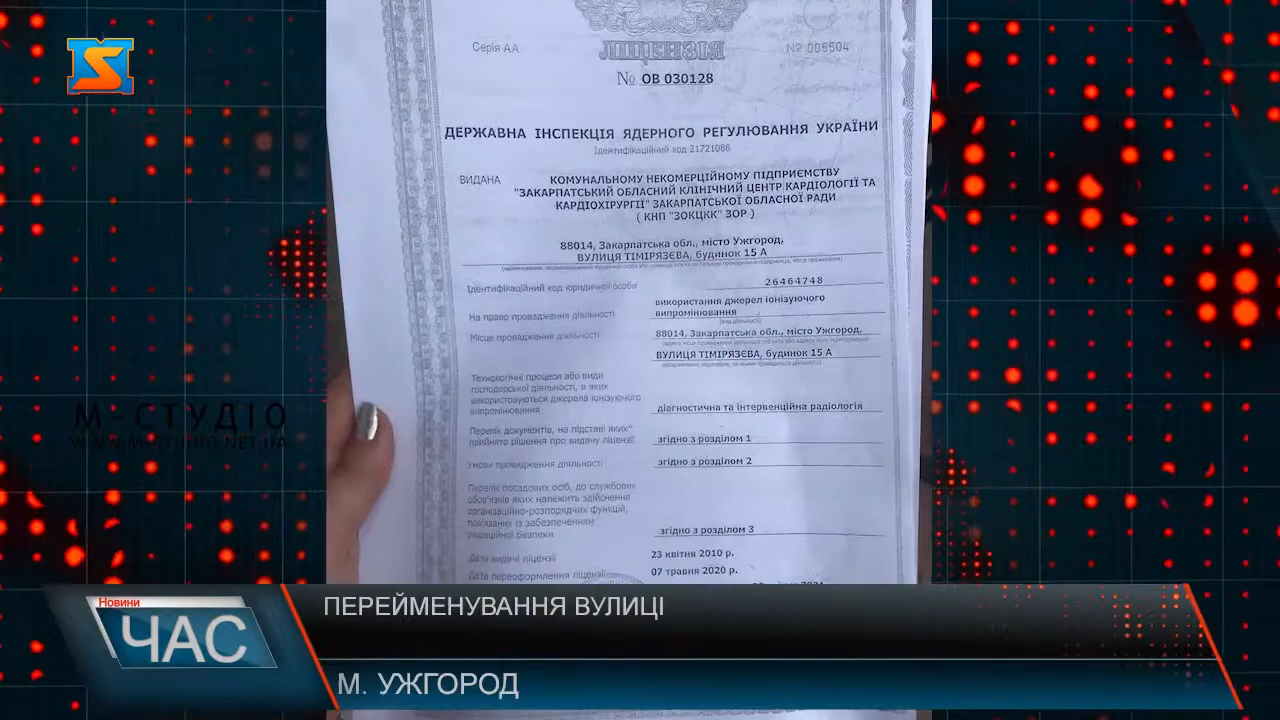 Серія АА
ЛІЦЕНЗІЯ
№2 005504
№ ОВ 030128
ДЕРЖАВНА ІНСПЕКЦІЯ ЯДЕРНОГО РЕГУЛЮВАННЯ УКРАЇНИ
Ідентифікаційний код 21721086
ВИДАНА
КОМУНАЛЬНОМУ НЕКОМЕРЦІЙНОМУ ПІДПРИЄМСТВУ
"ЗАКАРПАТСЬКИЙ ОБЛАСНИЙ КЛІНІЧНИЙ ЦЕНТР КАРДІОЛОГІЇ ТА
КАРДІОХІРУРГІЇ" ЗАКАРПАТСЬКОЇ ОБЛАСНОЇ РАДИ
( КНП "ЗОКЦКК" ЗОР )
88014, Закарпатська обл., місто Ужгород,
ВУЛИЦЯ ТІМІРЯЗЄВА, будинок 15 А
Ідентифікаційний код юридичної особи
26464748
На право провадження діяльності
використання джерел іонізуючого
випромінювання
(вид діяльності)
Місце провадження діяльності
88014, Закарпатська обл., місто Ужгород,
ВУЛИЦЯ ТІМІРЯЗЄВА, будинок 15 А
Технологічні процеси або види
господарської діяльності, в яких
використовуються джерела іонізуючого
випромінювання
діагностична та інтервенційна радіологія
Перелік документів, на підставі яких
прийнято рішення про видачу ліцензії
згідно з розділом 1
Умови провадження діяльності
згідно з розділом 2
Перелік посадових осіб, до службових
обов'язків яких належить здійснення
організаційно-розпорядчих функцій,
пов'язаних із забезпеченням
радіаційної безпеки
згідно з розділом 3
Дата видачі ліцензії
23 квітня 2010 р.
Дата переоформлення ліцензії
07 травня 2020 р.
М-СТУДІО
WWW.M-STUDIO.NET.UA
Новини
ЧАС
ПЕРЕЙМЕНУВАННЯ ВУЛИЦІ
М. УЖГОРОД